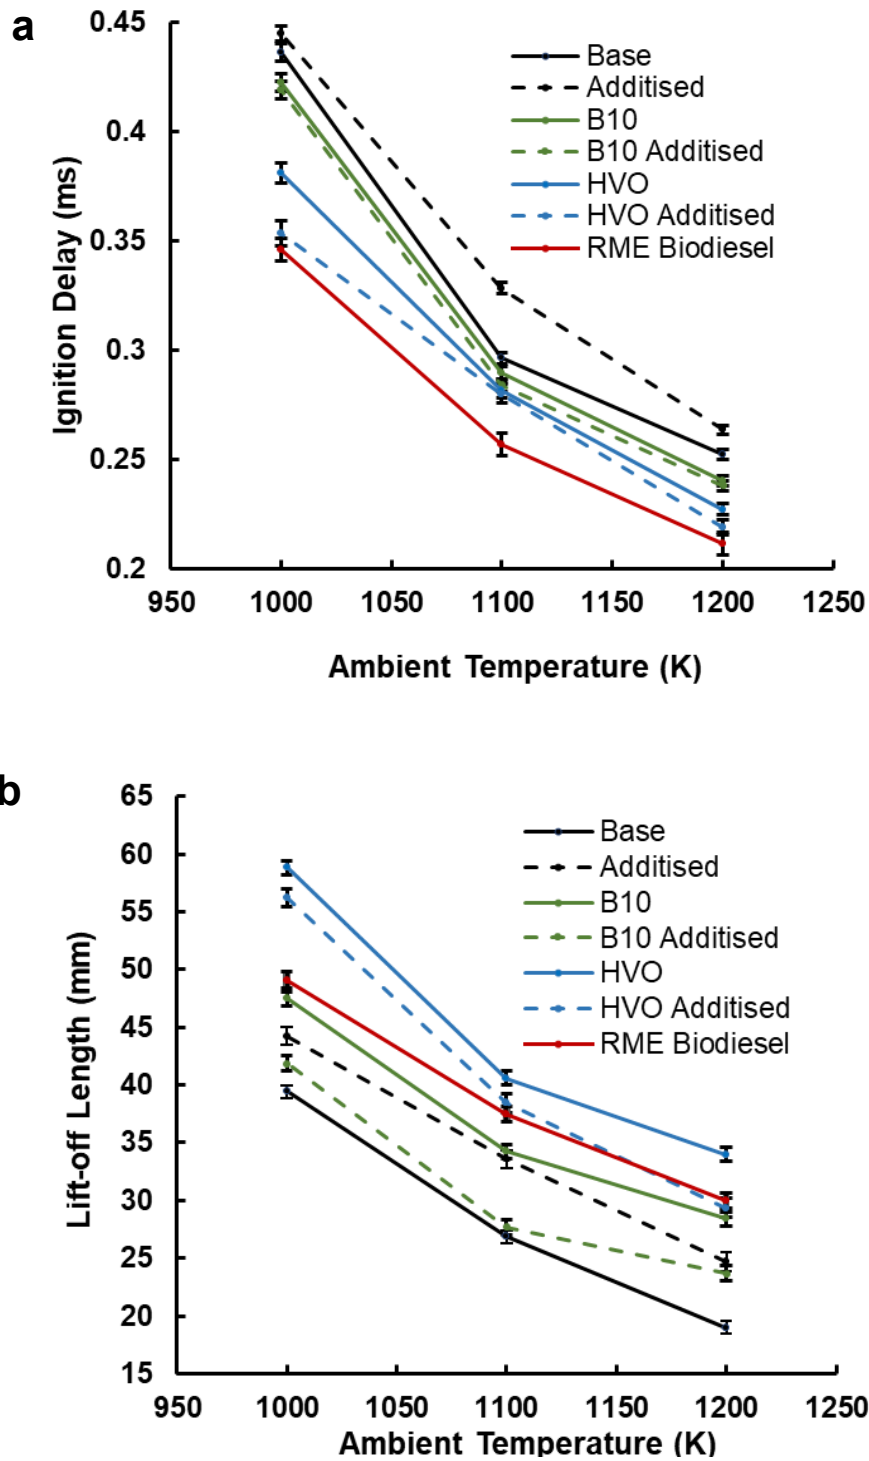 a
Ignition Delay (ms)
0.45
0.4
0.35
0.3
0.25
0.2
Base
Additised
B10
B10 Additised
HVO
HVO Additised
RME Biodiesel
950 1000 1050 1100 1150 1200 1250
Ambient Temperature (K)
b
Lift-off Length (mm)
65
60
55
50
45
40
35
30
25
20
15
Base
Additised
B10
B10 Additised
HVO
HVO Additised
RME Biodiesel
950 1000 1050 1100 1150 1200 1250
Ambient Temperature (K)